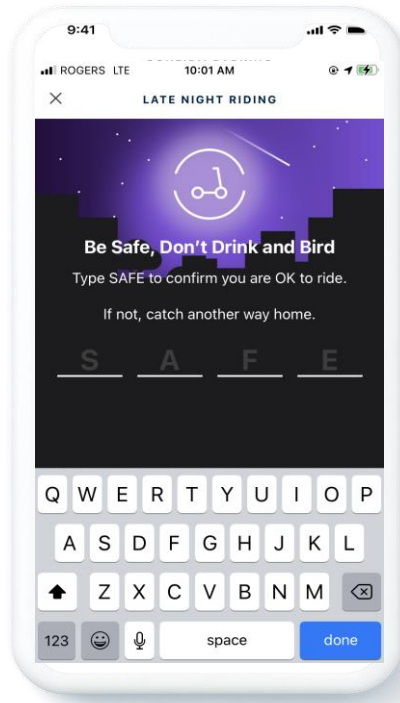 9:41
ROGERS LTE 10:01 AM
LATE NIGHT RIDING
Be Safe, Don't Drink and Bird
Type SAFE to confirm you are OK to ride.
If not, catch another way home.
S A F E
Q W E R T Y U I O P
A S D F G H J K L
Z X C V B N M
123 space done